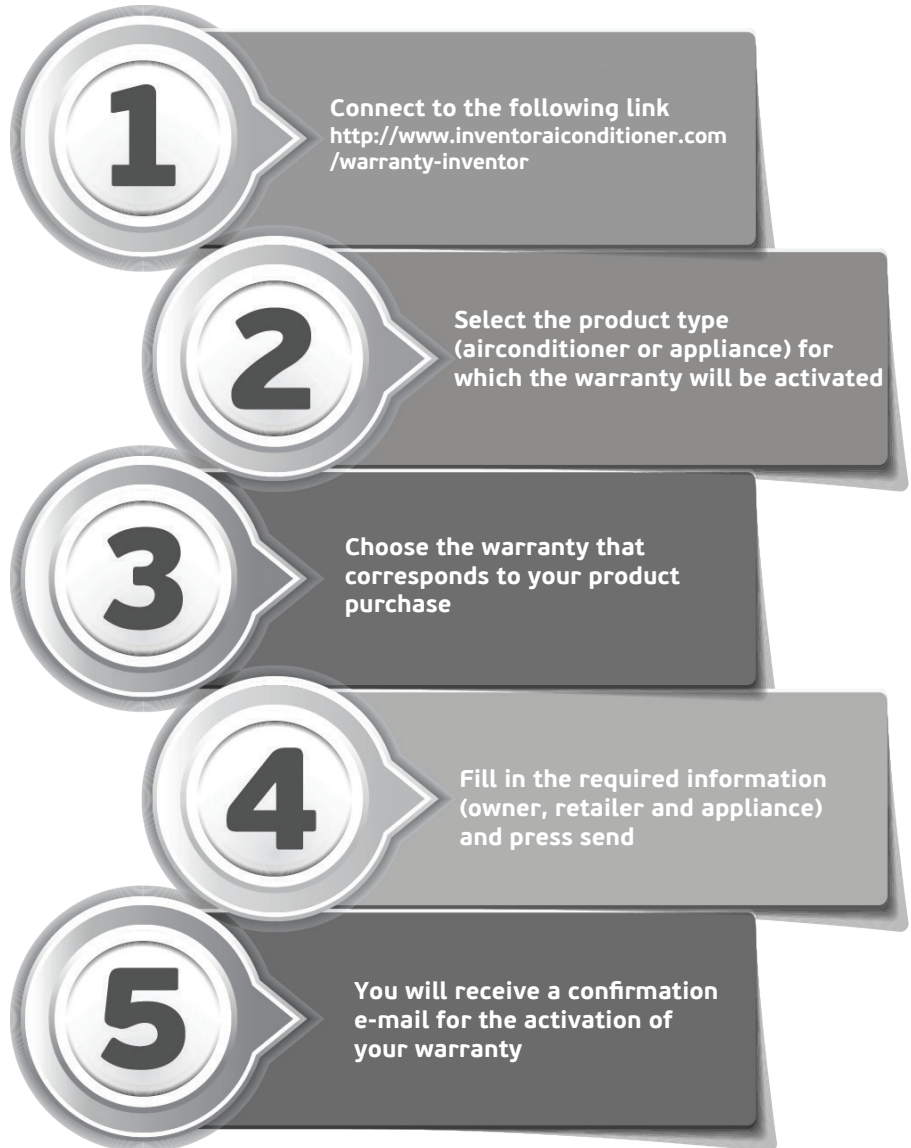 1
Connect to the following link
http://www.inventoraiconditioner.com
/warranty-inventor
2
Select the product type
(airconditioner or appliance) for
which the warranty will be activated
3
Choose the warranty that
corresponds to your product
purchase
4
Fill in the required information
(owner, retailer and appliance)
and press send
5
You will receive a confirmation
e-mail for the activation of
your warranty